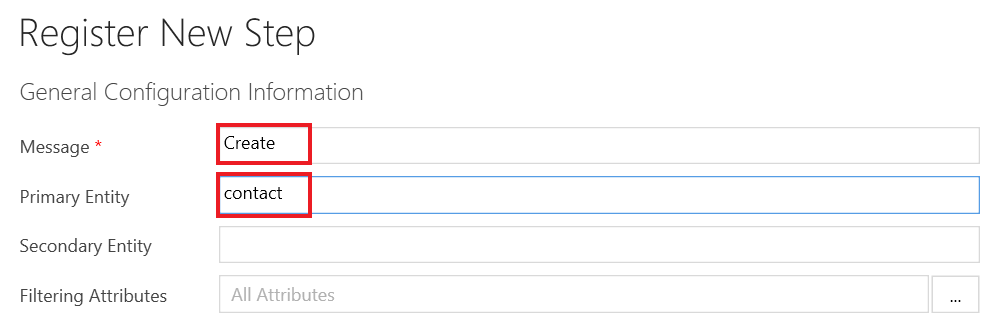 Register New Step
General Configuration Information
Message * Create
Primary Entity contact
Secondary Entity
Filtering Attributes All Attributes ...